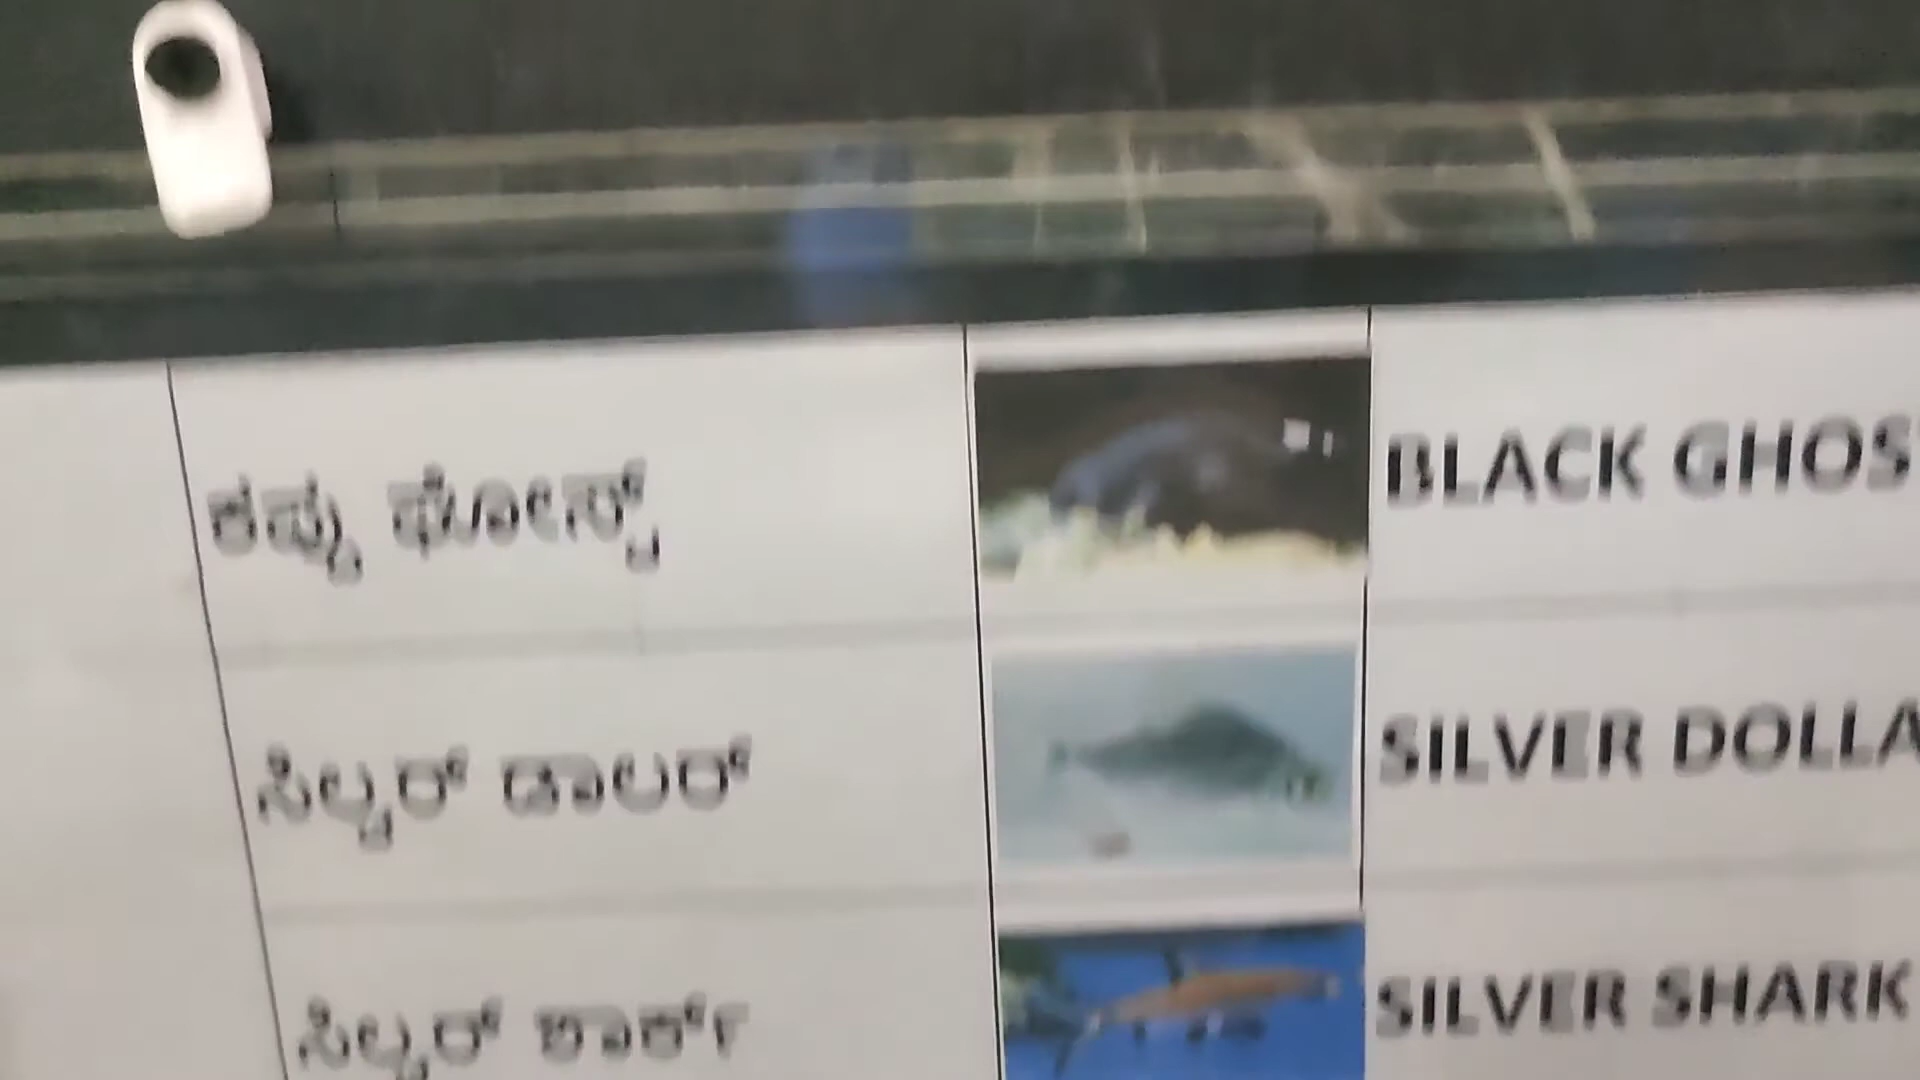 ಕಪ್ಪು ಘೋಸ್ಟ್
BLACK GHOS
ಸಿಲ್ವರ್ ಡಾಲರ್
SILVER DOLLA
ಸಿಲ್ವರ್ ಶಾರ್ಕ್
SILVER SHARK